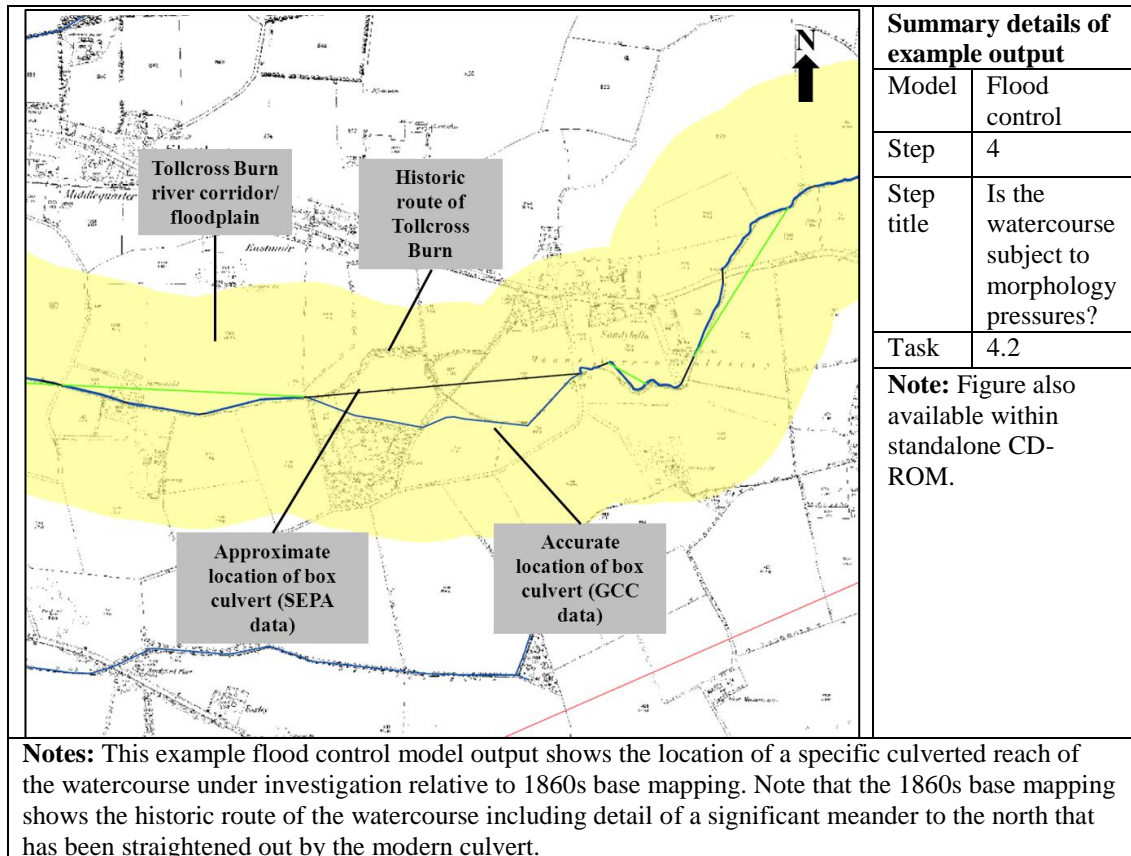 N
Tollcross Burn
river corridor/
floodplain
Historic
route of
Tollcross
Burn
Middlequarter
Eastmuir
Sandyhills
Approximate
location of box
culvert (SEPA
data)
Accurate
location of box
culvert (GCC
data)
Summary details of
example output
Model Flood
control
Step 4
Step
title Is the
watercourse
subject to
morphology
pressures?
Task 4.2
Note: Figure also
available within
standalone CD-
ROM.
Notes: This example flood control model output shows the location of a specific culverted reach of
the watercourse under investigation relative to 1860s base mapping. Note that the 1860s base mapping
shows the historic route of the watercourse including detail of a significant meander to the north that
has been straightened out by the modern culvert.